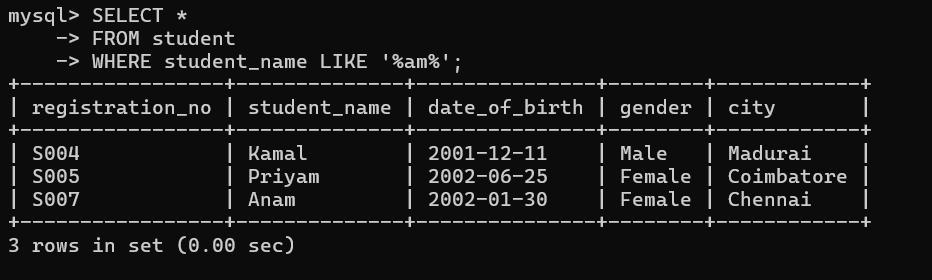 mysql> SELECT *
    -> FROM student
    -> WHERE student_name LIKE '%am%';
+-----------------+--------------+---------------+--------+------------+
| registration_no | student_name | date_of_birth | gender | city       |
+-----------------+--------------+---------------+--------+------------+
| S004            | Kamal        | 2001-12-11    | Male   | Madurai    |
| S005            | Priyam       | 2002-06-25    | Female | Coimbatore |
| S007            | Anam         | 2002-01-30    | Female | Chennai    |
+-----------------+--------------+---------------+--------+------------+
3 rows in set (0.00 sec)